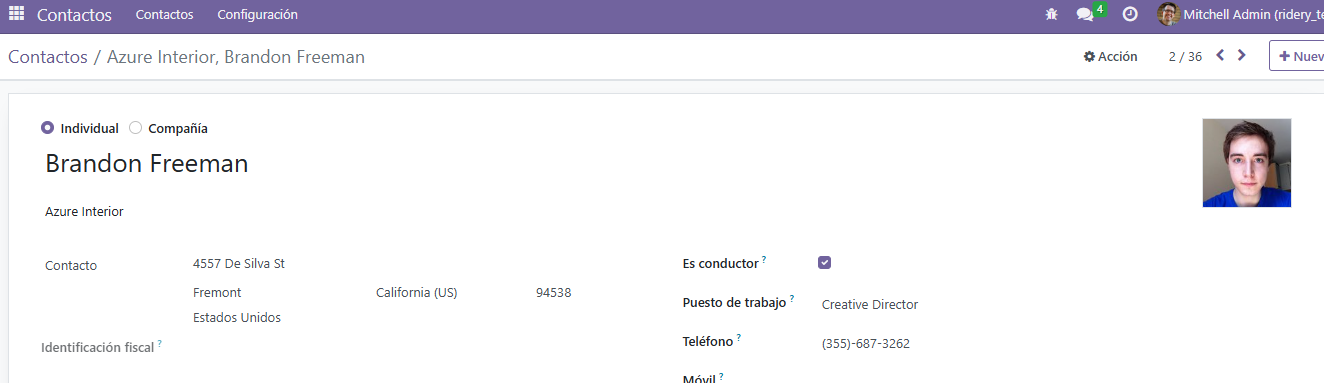 Contactos Contactos Configuración 4 Mitchell Admin (ridery_te
Contactos / Azure Interior, Brandon Freeman Acción 2 / 36 + Nuev
Individual Compañía
Brandon Freeman
Azure Interior
Contacto 4557 De Silva St
Fremont California (US) 94538
Estados Unidos
Identificación fiscal ?
Es conductor ?
Puesto de trabajo ? Creative Director
Teléfono ? (355)-687-3262
Móvil ?